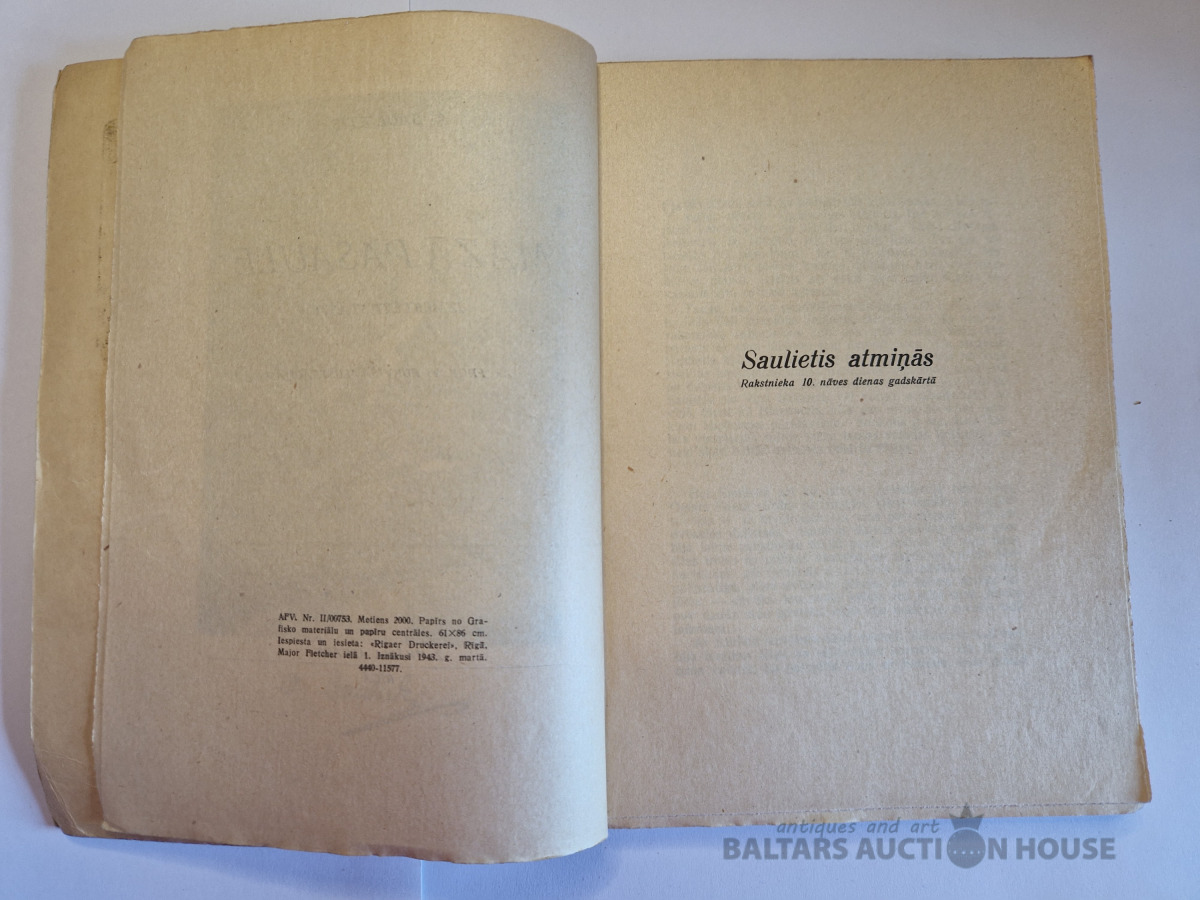 APV. Nr. II/00753. Metiens 2000. Papīrs no Gra-
fisko materiālu un papīru centrāles. 61×86 cm.
Iespiesta un iesieta: «Rigaer Druckerei», Rīgā,
Major Fletcher ielā 1. Iznākusi 1943. g. martā.
4440-11577.
Saulietis atmiņās
Rakstnieka 10. nāves dienas gadskārtā
antiques and art
BALTARS AUCTION HOUSE